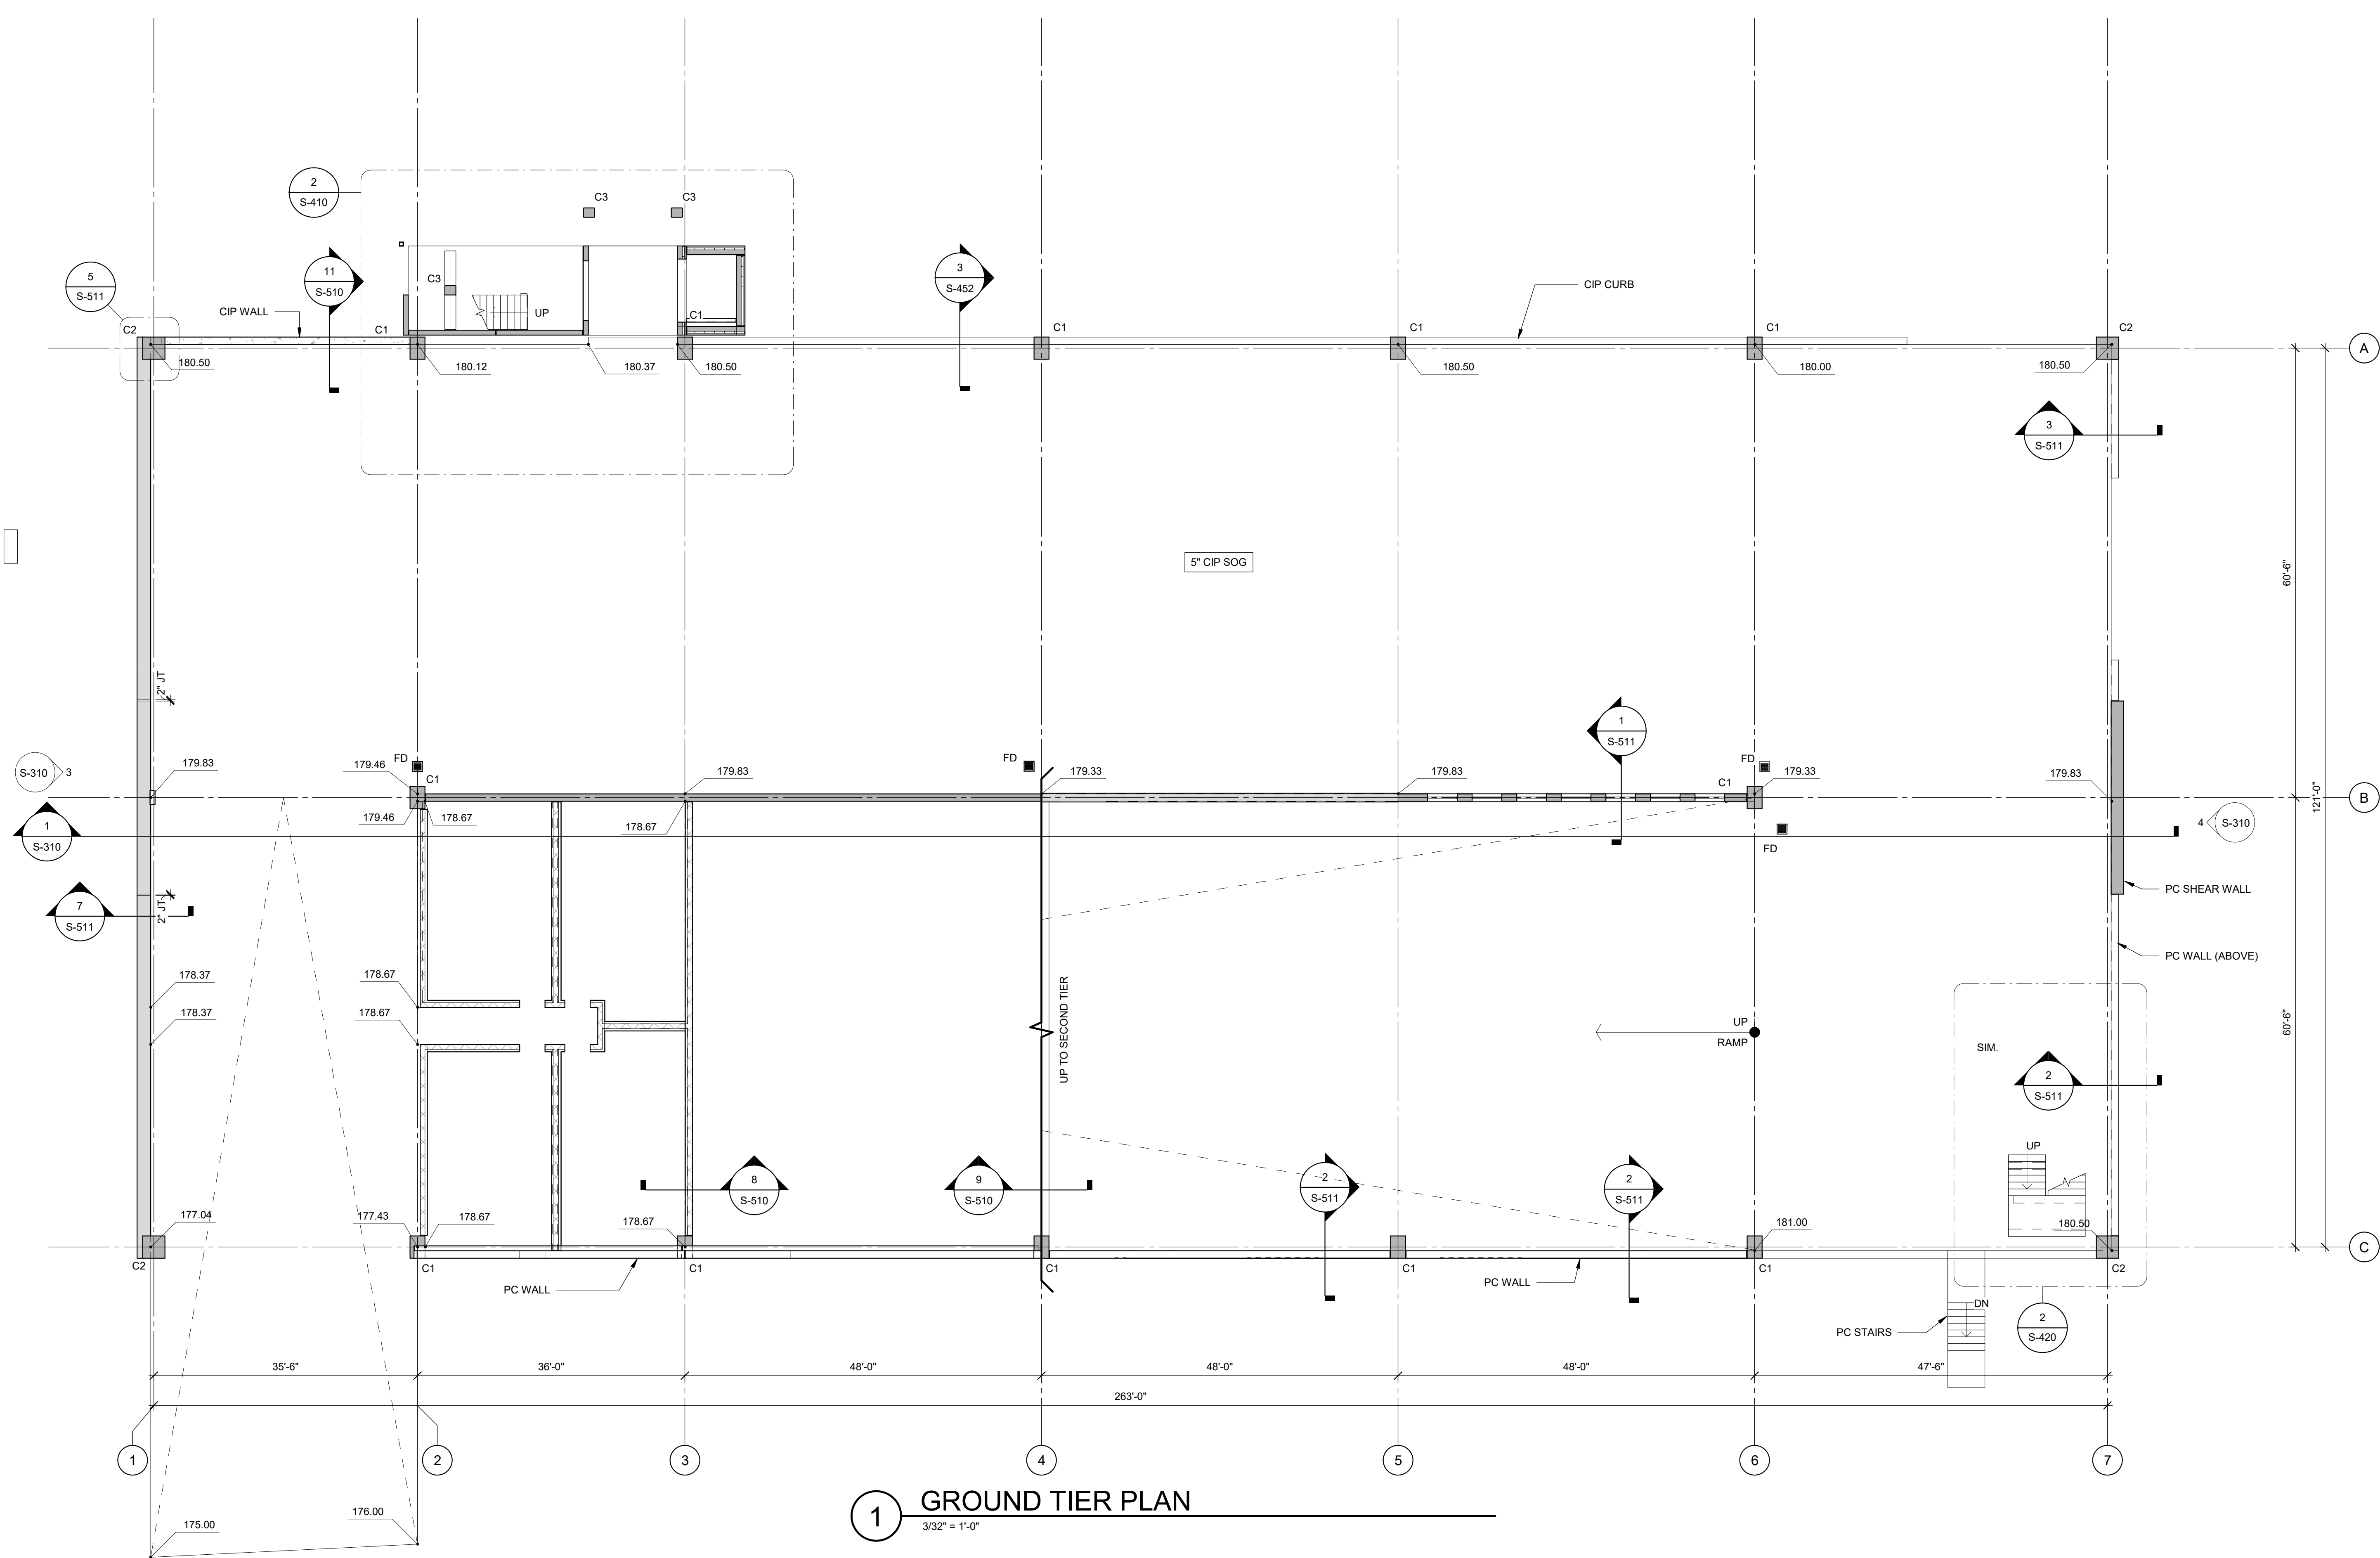 2
S-410
C3
C3
5
S-511
11
S-510
C3
3
S-452
CIP WALL
UP
C1
CIP CURB
C2
C1
C1
C1
C1
C2
A
180.50
180.12
180.37
180.50
180.50
180.00
180.50
3
S-511
5" CIP SOG
60'-6"
2" JT
1
S-511
S-310
3
179.83
FD
179.46
C1
179.83
FD
179.33
179.83
C1
FD
179.33
179.83
B
121'-0"
1
S-310
179.46
178.67
178.67
FD
4
S-310
7
S-511
2" JT
PC SHEAR WALL
PC WALL (ABOVE)
178.37
178.67
178.37
178.67
UP TO SECOND TIER
UP
RAMP
60'-6"
SIM.
2
S-511
UP
8
S-510
9
S-510
2
S-511
2
S-511
177.04
177.43
178.67
178.67
181.00
180.50
C
C2
C1
C1
C1
C1
C1
C2
PC WALL
PC WALL
DN
PC STAIRS
2
S-420
35'-6"
36'-0"
48'-0"
48'-0"
48'-0"
47'-6"
263'-0"
1
2
3
4
5
6
7
1
GROUND TIER PLAN
3/32" = 1'-0"
175.00
176.00